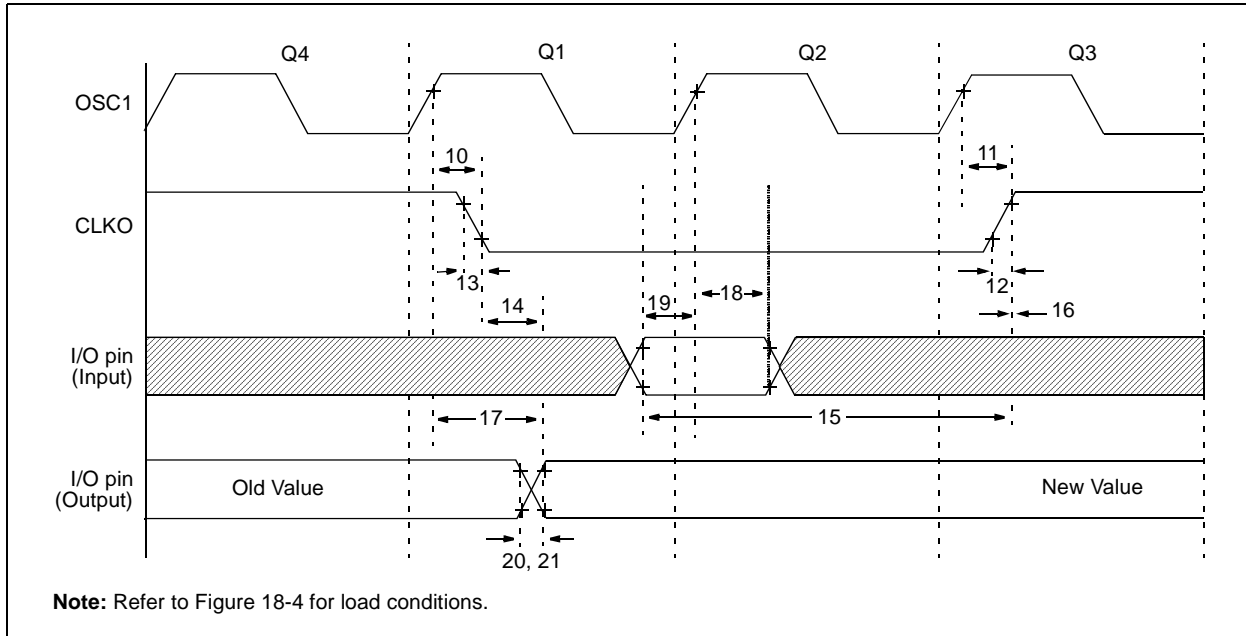 Q4 Q1 Q2 Q3
OSC1
10 11
CLKO
13 14 19 18 12 16
I/O pin
(Input)
17 15
I/O pin
(Output)
Old Value New Value
20, 21
Note: Refer to Figure 18-4 for load conditions.